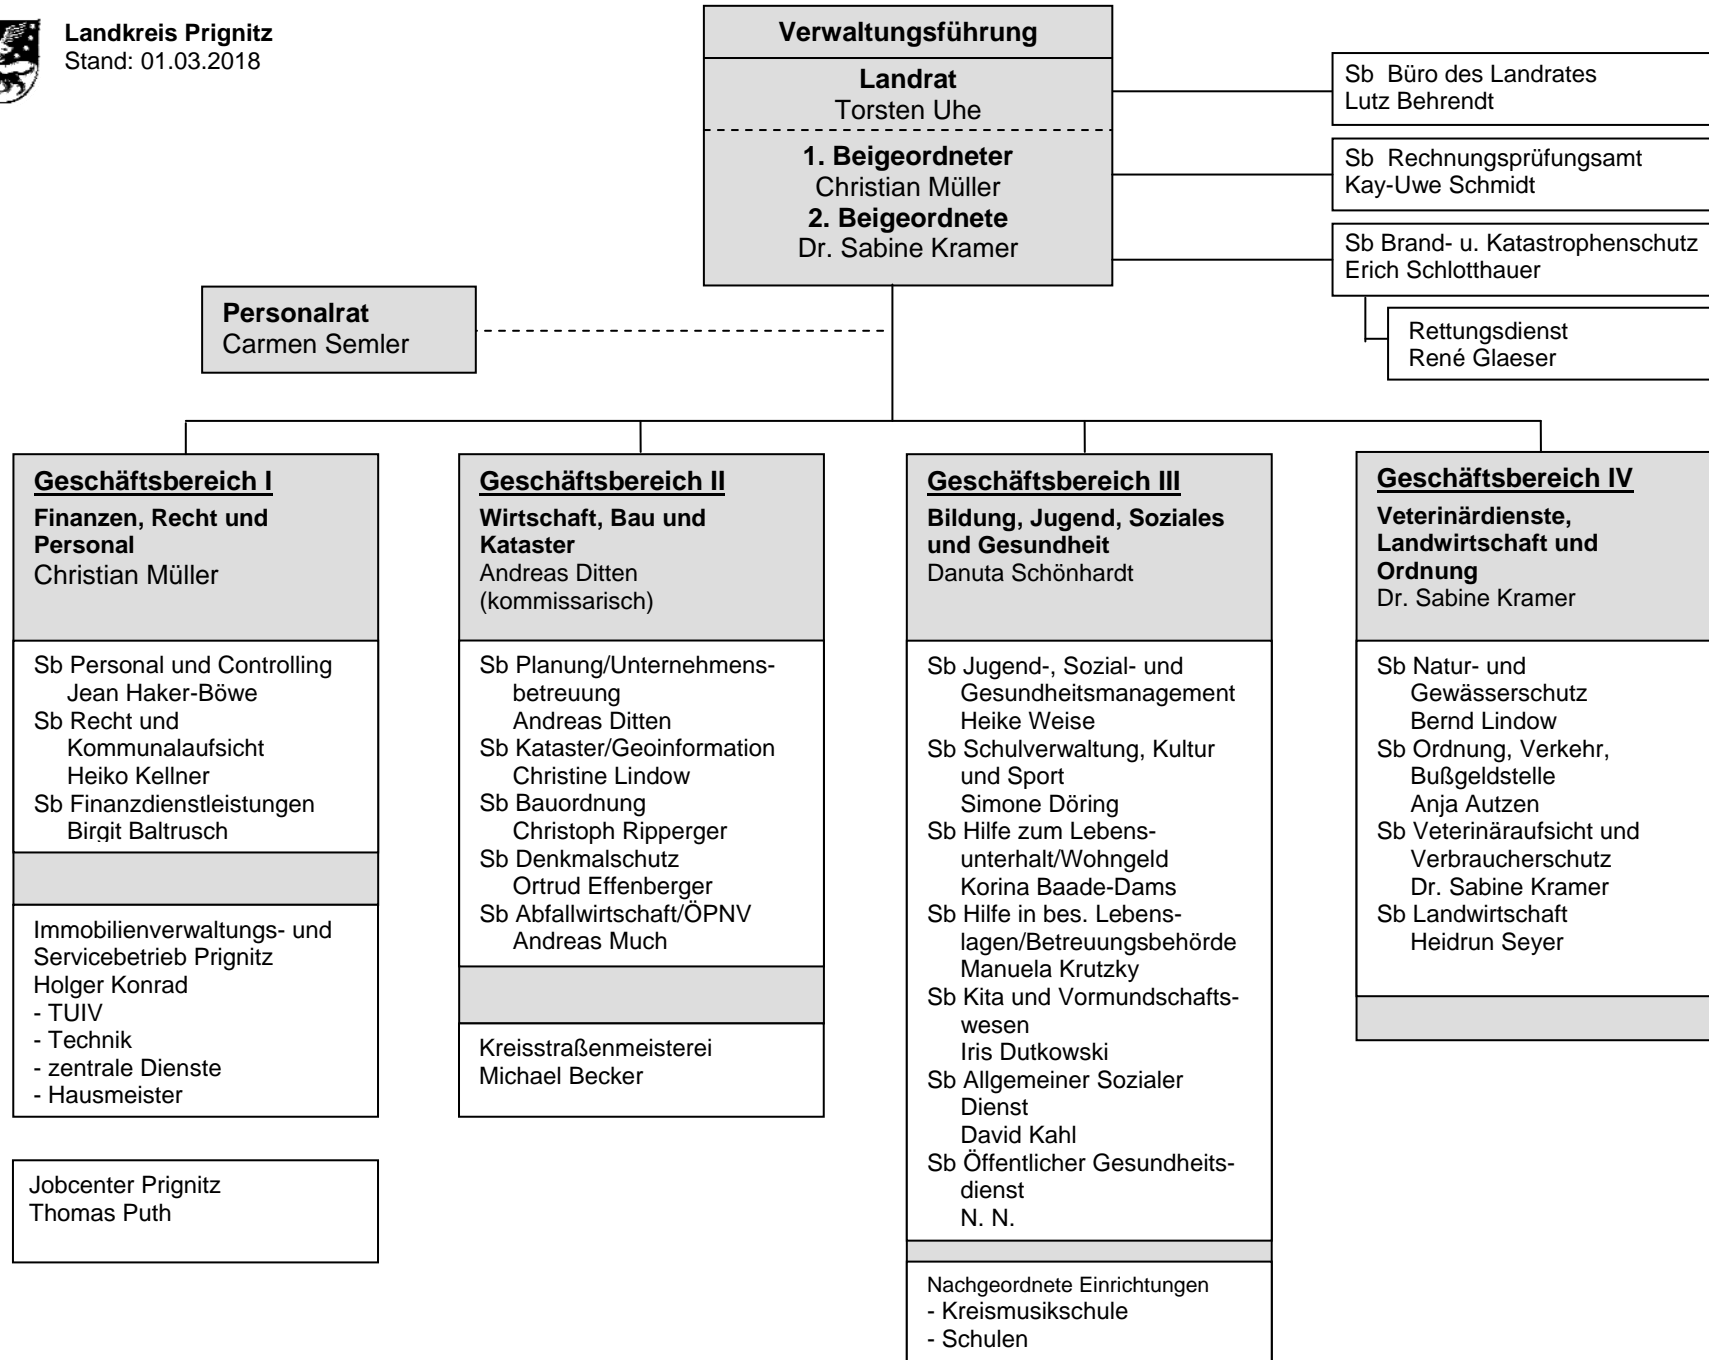 Landkreis Prignitz
Stand: 01.03.2018
Verwaltungsführung
Landrat
Torsten Uhe
1. Beigeordneter
Christian Müller
2. Beigeordnete
Dr. Sabine Kramer
Sb  Büro des Landrates
Lutz Behrendt
Sb  Rechnungsprüfungsamt
Kay-Uwe Schmidt
Sb Brand- u. Katastrophenschutz
Erich Schlotthauer
Rettungsdienst
René Glaeser
Personalrat
Carmen Semler
Geschäftsbereich I
Finanzen, Recht und
Personal
Christian Müller
Sb Personal und Controlling
Jean Haker-Böwe
Sb Recht und
Kommunalaufsicht
Heiko Kellner
Sb Finanzdienstleistungen
Birgit Baltrusch
Immobilienverwaltungs- und
Servicebetrieb Prignitz
Holger Konrad
- TUIV
- Technik
- zentrale Dienste
- Hausmeister
Jobcenter Prignitz
Thomas Puth
Geschäftsbereich II
Wirtschaft, Bau und
Kataster
Andreas Ditten
(kommissarisch)
Sb Planung/Unternehmens-
betreuung
Andreas Ditten
Sb Kataster/Geoinformation
Christine Lindow
Sb Bauordnung
Christoph Ripperger
Sb Denkmalschutz
Ortrud Effenberger
Sb Abfallwirtschaft/ÖPNV
Andreas Much
Kreisstraßenmeisterei
Michael Becker
Geschäftsbereich III
Bildung, Jugend, Soziales
und Gesundheit
Danuta Schönhardt
Sb Jugend-, Sozial- und
Gesundheitsmanagement
Heike Weise
Sb Schulverwaltung, Kultur
und Sport
Simone Döring
Sb Hilfe zum Lebens-
unterhalt/Wohngeld
Korina Baade-Dams
Sb Hilfe in bes. Lebens-
lagen/Betreuungsbehörde
Manuela Krutzky
Sb Kita und Vormundschafts-
wesen
Iris Dutkowski
Sb Allgemeiner Sozialer
Dienst
David Kahl
Sb Öffentlicher Gesundheits-
dienst
N. N.
Nachgeordnete Einrichtungen
- Kreismusikschule
- Schulen
Geschäftsbereich IV
Veterinärdienste,
Landwirtschaft und
Ordnung
Dr. Sabine Kramer
Sb Natur- und
Gewässerschutz
Bernd Lindow
Sb Ordnung, Verkehr,
Bußgeldstelle
Anja Autzen
Sb Veterinäraufsicht und
Verbraucherschutz
Dr. Sabine Kramer
Sb Landwirtschaft
Heidrun Seyer